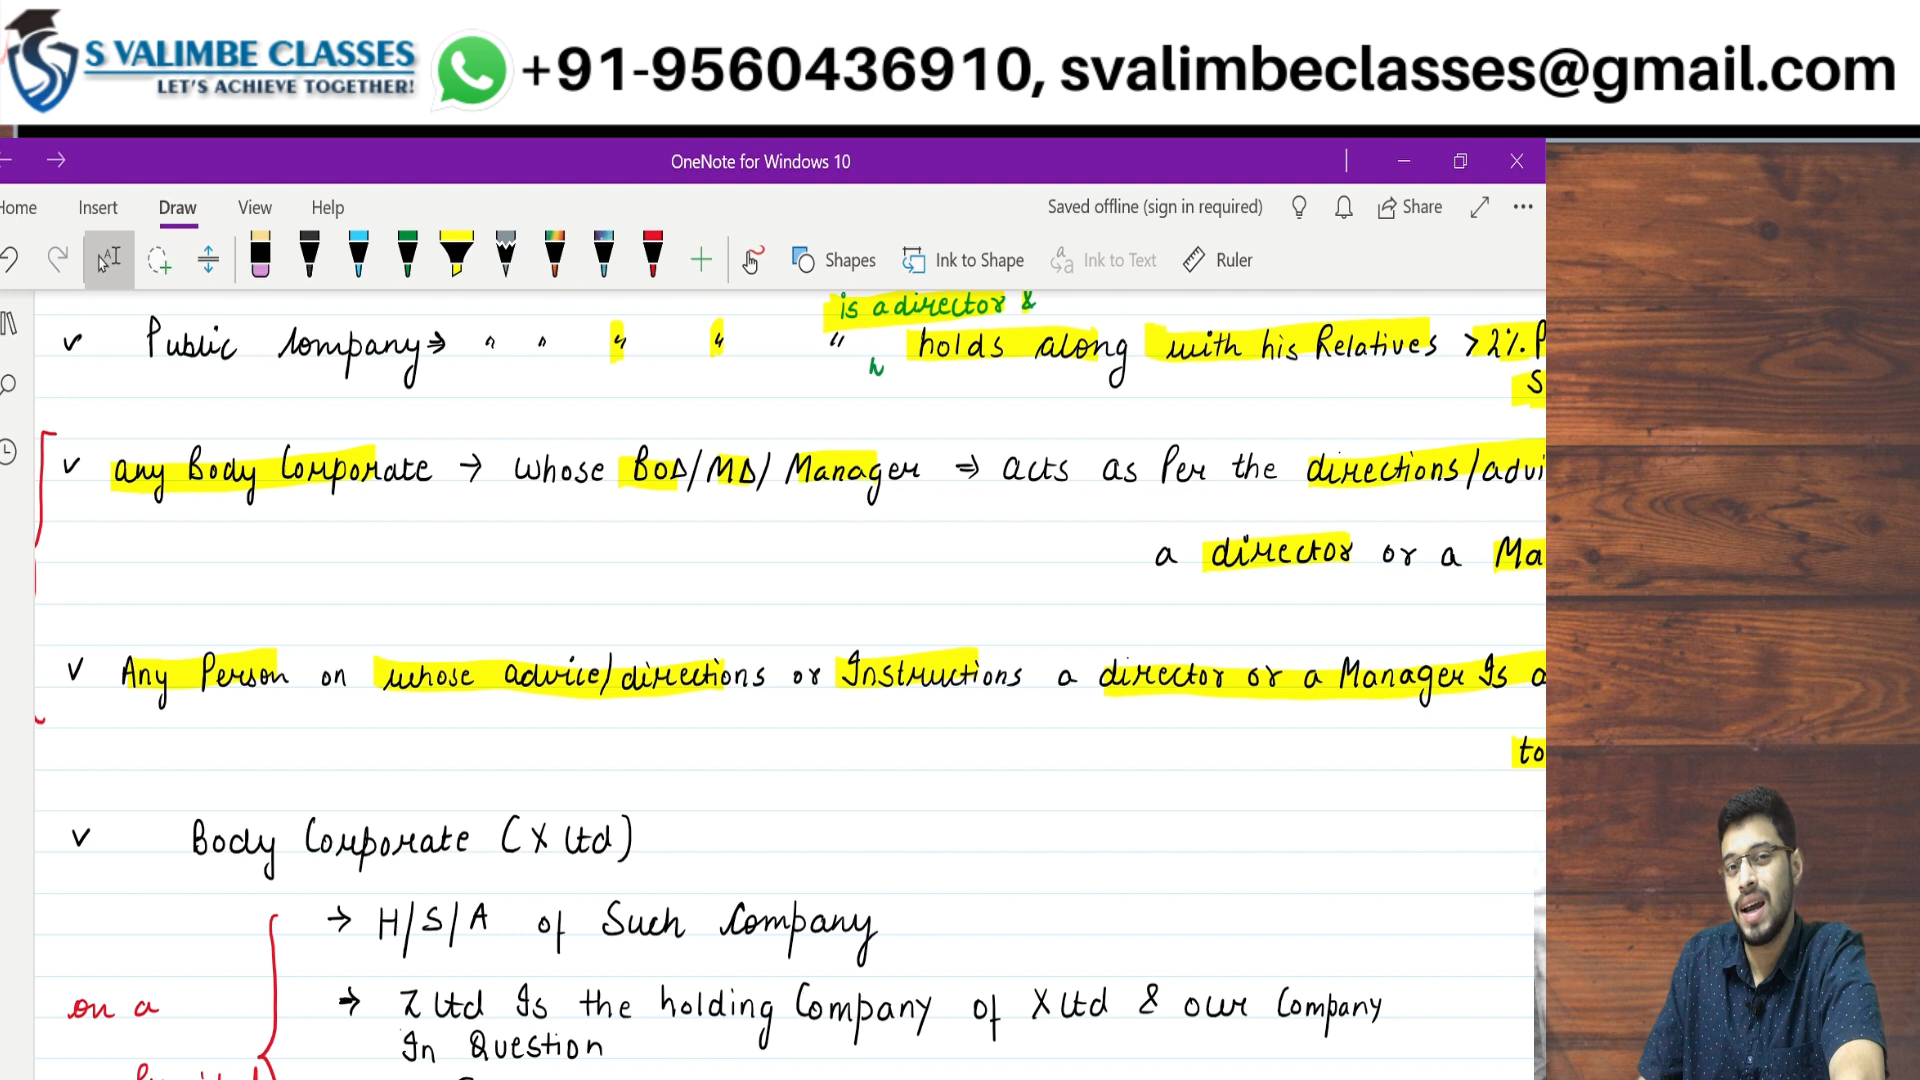 S VALIMBE CLASSES
LET'S ACHIEVE TOGETHER!
+91-9560436910, svalimbeclasses@gmail.com
OneNote for Windows 10
Home Insert Draw View Help
Saved offline (sign in required) Share
Shapes Ink to Shape Ink to Text Ruler
is a director &
Public Company ⇒ " " " " " holds along with his Relatives >2% P
S
any Body Corporate → whose BOD/MD/Manager ⇒ acts as Per the directions/advi
a director or a Ma
Any Person on whose advice/directions or Instructions a director or a Manager Is a
to
Body Corporate (X Ltd)
→ H/S/A of Such Company
→ Z Ltd Is the holding Company of X Ltd & our Company
In Question
on a